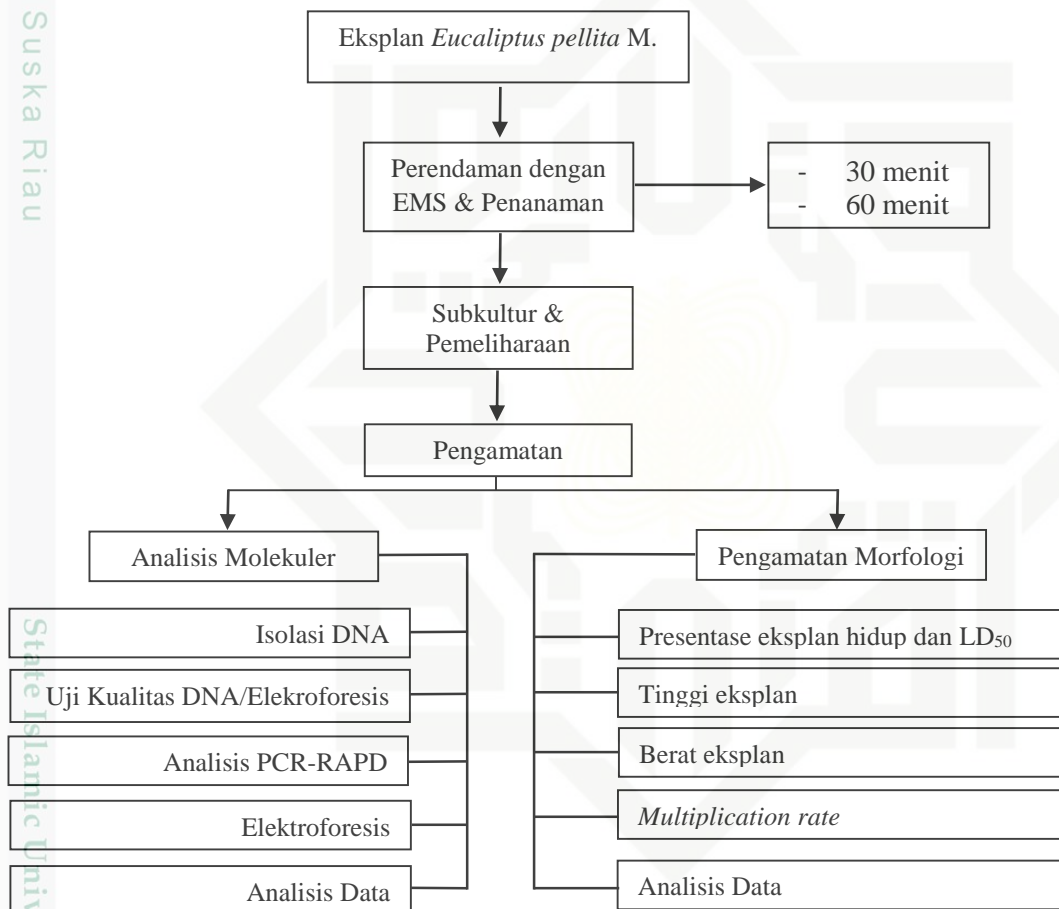 Suska Riau
State Islamic Univ
Eksplan Eucaliptus pellita M.
Perendaman dengan
EMS & Penanaman
- 30 menit
- 60 menit
Subkultur &
Pemeliharaan
Pengamatan
Analisis Molekuler
Isolasi DNA
Uji Kualitas DNA/Elekroforesis
Analisis PCR-RAPD
Elektroforesis
Analisis Data
Pengamatan Morfologi
Presentase eksplan hidup dan LD₅₀
Tinggi eksplan
Berat eksplan
Multiplication rate
Analisis Data